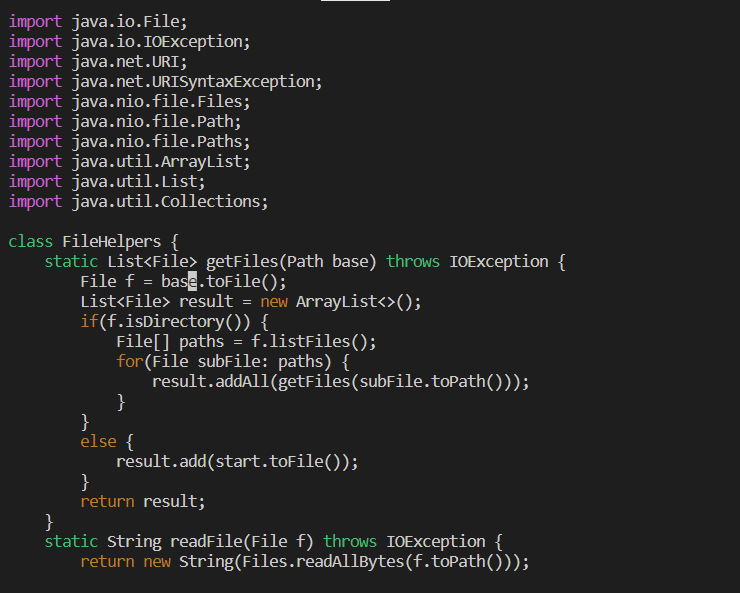 import java.io.File;
import java.io.IOException;
import java.net.URI;
import java.net.URISyntaxException;
import java.nio.file.Files;
import java.nio.file.Path;
import java.nio.file.Paths;
import java.util.ArrayList;
import java.util.List;
import java.util.Collections;

class FileHelpers {
    static List<File> getFiles(Path base) throws IOException {
        File f = base.toFile();
        List<File> result = new ArrayList<>();
        if(f.isDirectory()) {
            File[] paths = f.listFiles();
            for(File subFile: paths) {
                result.addAll(getFiles(subFile.toPath()));
            }
        }
        else {
            result.add(start.toFile());
        }
        return result;
    }
    static String readFile(File f) throws IOException {
        return new String(Files.readAllBytes(f.toPath()));